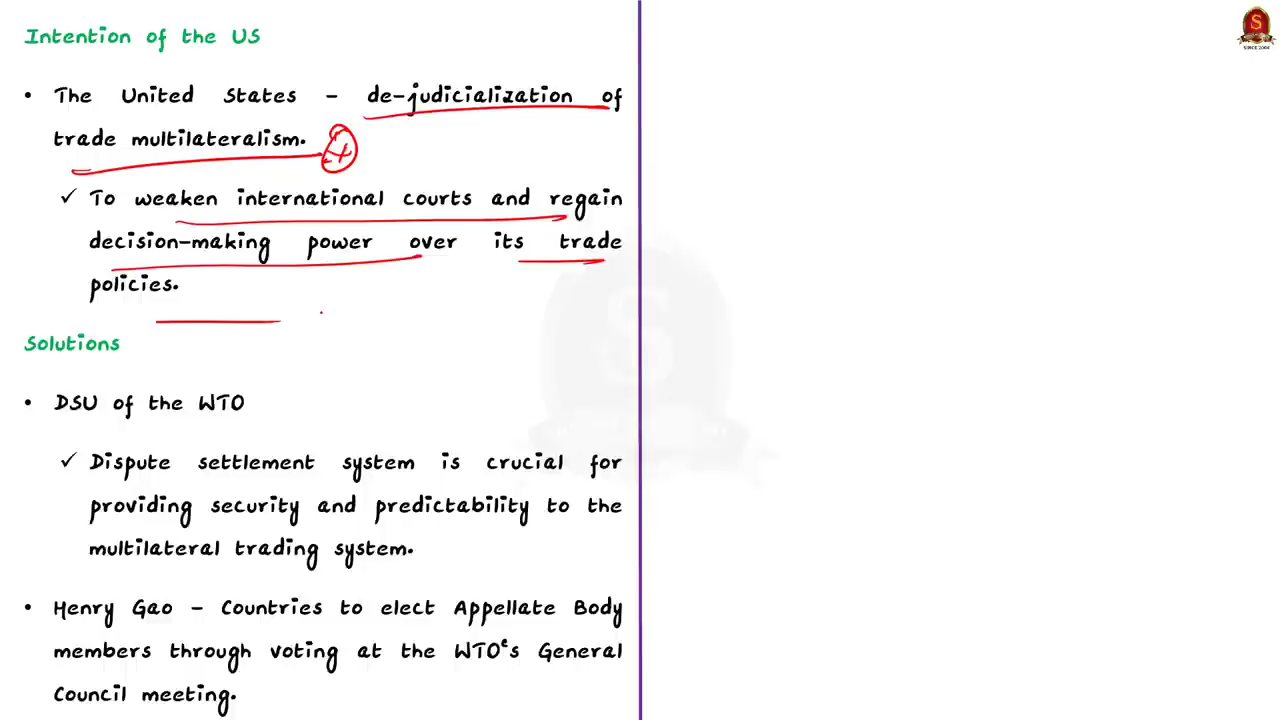 Intention of the US
• The United States - de-judicialization of
trade multilateralism.
✓ To weaken international courts and regain
decision-making power over its trade
policies.
Solutions
• DSU of the WTO
✓ Dispute settlement system is crucial for
providing security and predictability to the
multilateral trading system.
• Henry Gao - Countries to elect Appellate Body
members through voting at the WTO's General
Council meeting.
S
SINCE 2004